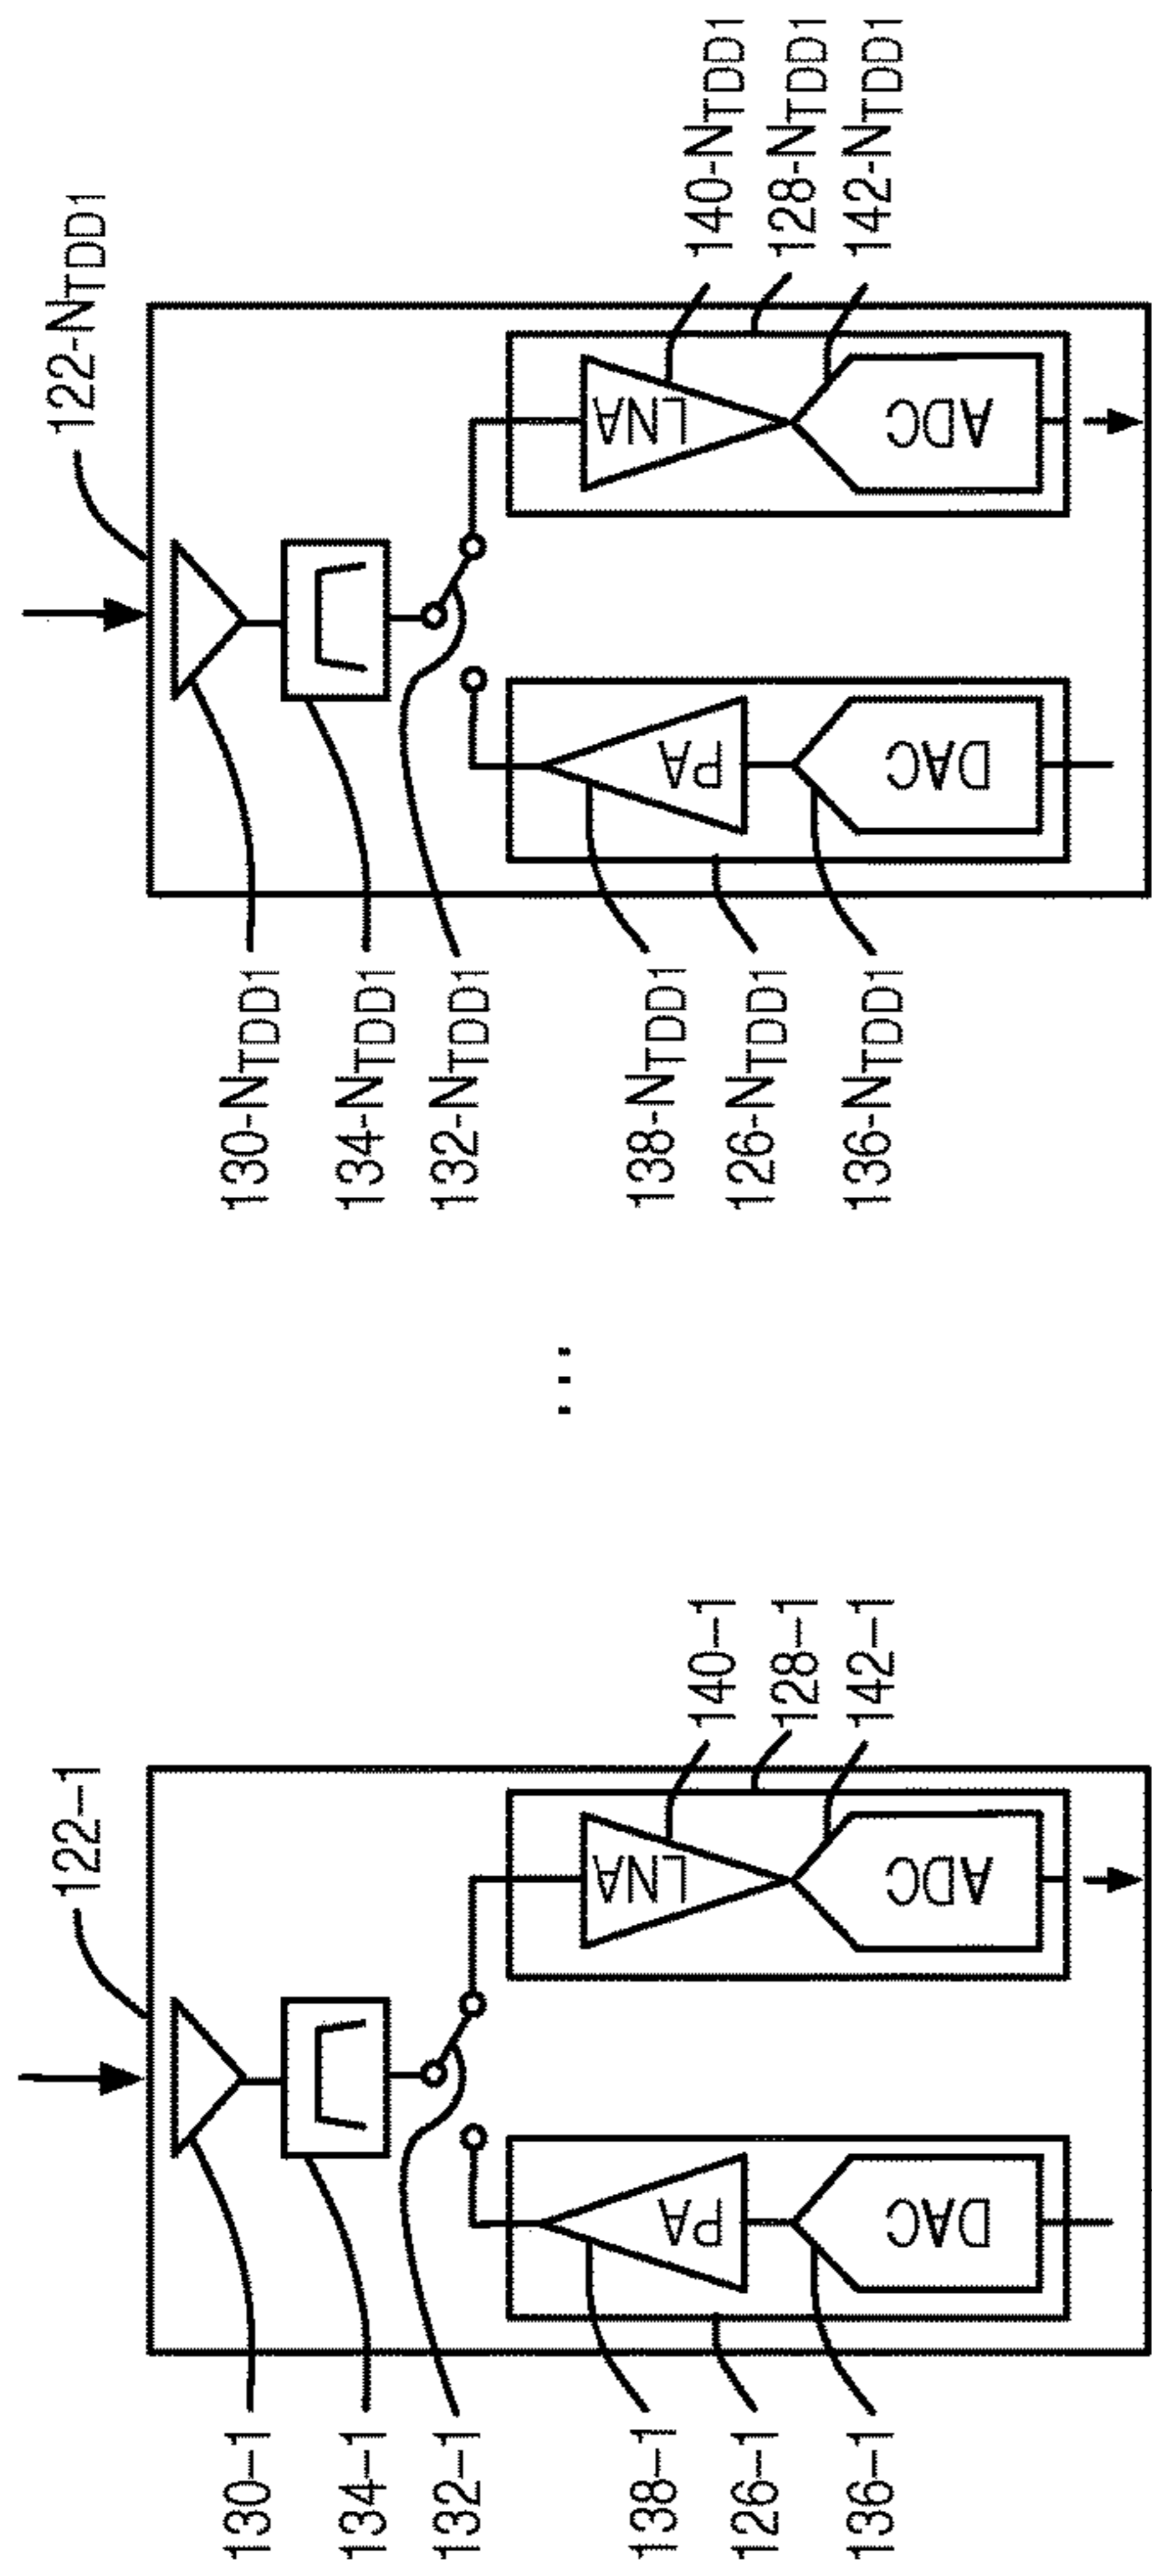 122-1
130-1
134-1
132-1
138-1
126-1
136-1
140-1
128-1
142-1
PA
DAC
LNA
ADC
...
122-NTDD1
130-NTDD1
134-NTDD1
132-NTDD1
138-NTDD1
126-NTDD1
136-NTDD1
140-NTDD1
128-NTDD1
142-NTDD1
PA
DAC
LNA
ADC